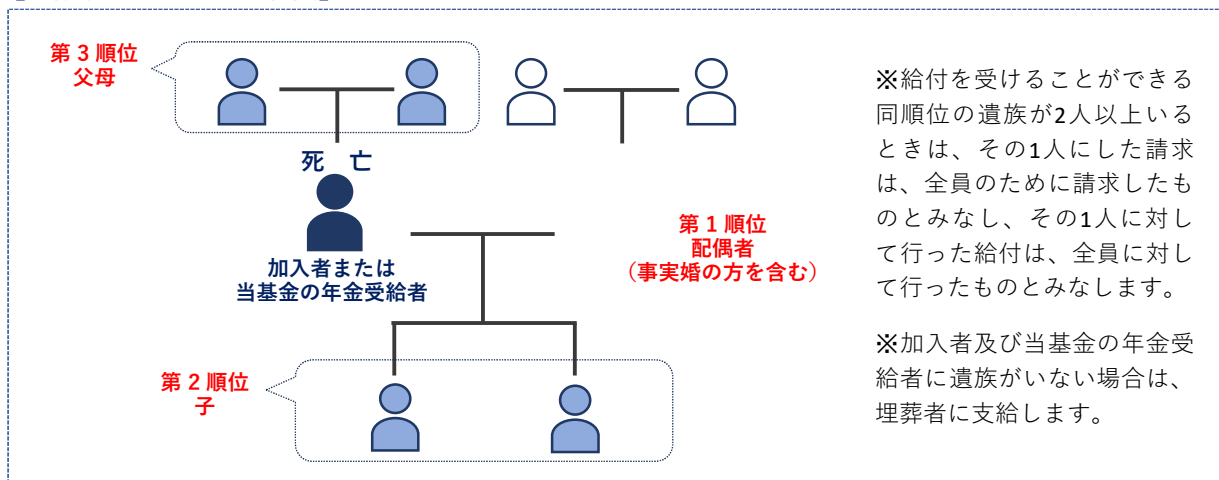 第3順位
父母
死 亡
加入者または
当基金の年金受給者
第1順位
配偶者
（事実婚の方を含む）
第2順位
子
※給付を受けることができる
同順位の遺族が2人以上いる
ときは、その1人にした請求
は、全員のために請求したも
のとみなし、その1人に対し
て行った給付は、全員に対し
て行ったものとみなします。
※加入者及び当基金の年金受
給者に遺族がいない場合は、
埋葬者に支給します。